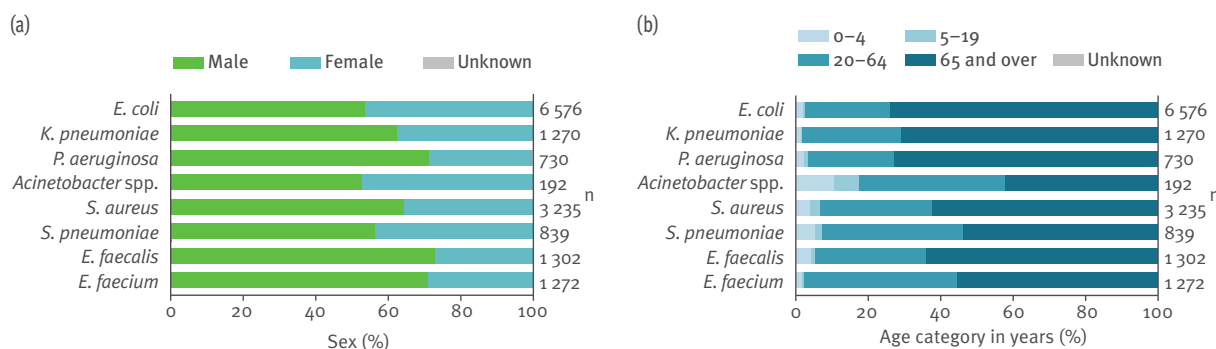 (a)
Male Female Unknown
E. coli 6 576
K. pneumoniae 1 270
P. aeruginosa 730
Acinetobacter spp. 192
n
S. aureus 3 235
S. pneumoniae 839
E. faecalis 1 302
E. faecium 1 272
0 20 40 60 80 100
Sex (%)
(b)
0–4 5–19
20–64 65 and over Unknown
E. coli 6 576
K. pneumoniae 1 270
P. aeruginosa 730
Acinetobacter spp. 192
n
S. aureus 3 235
S. pneumoniae 839
E. faecalis 1 302
E. faecium 1 272
0 20 40 60 80 100
Age category in years (%)